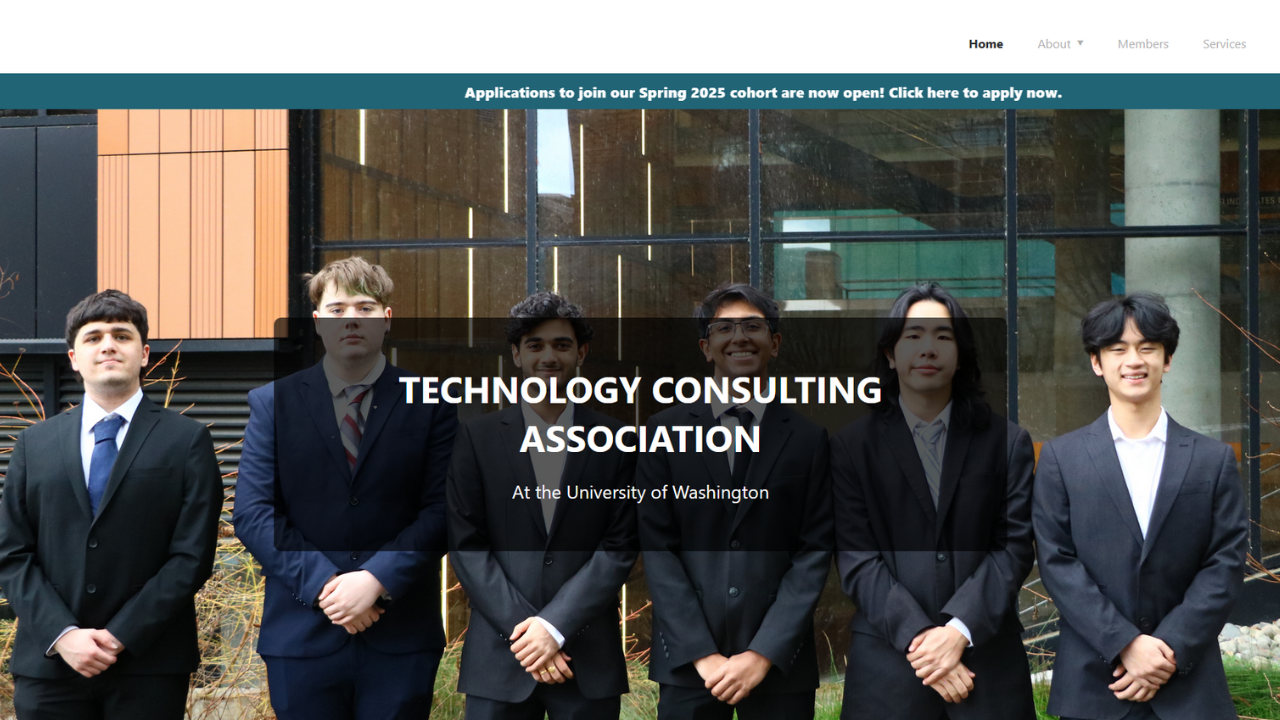 Home About ▼ Members Services
Applications to join our Spring 2025 cohort are now open! Click here to apply now.
TECHNOLOGY CONSULTING
ASSOCIATION
At the University of Washington